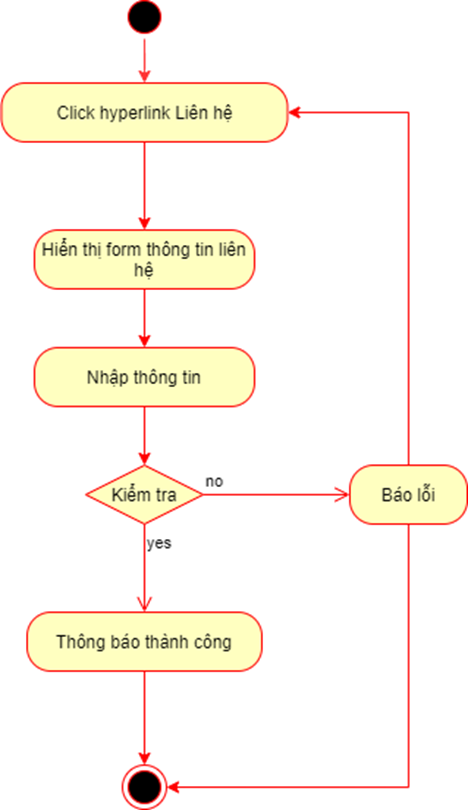 Click hyperlink Liên hệ
Hiển thị form thông tin liên
hệ
Nhập thông tin
Kiểm tra
no
Báo lỗi
yes
Thông báo thành công